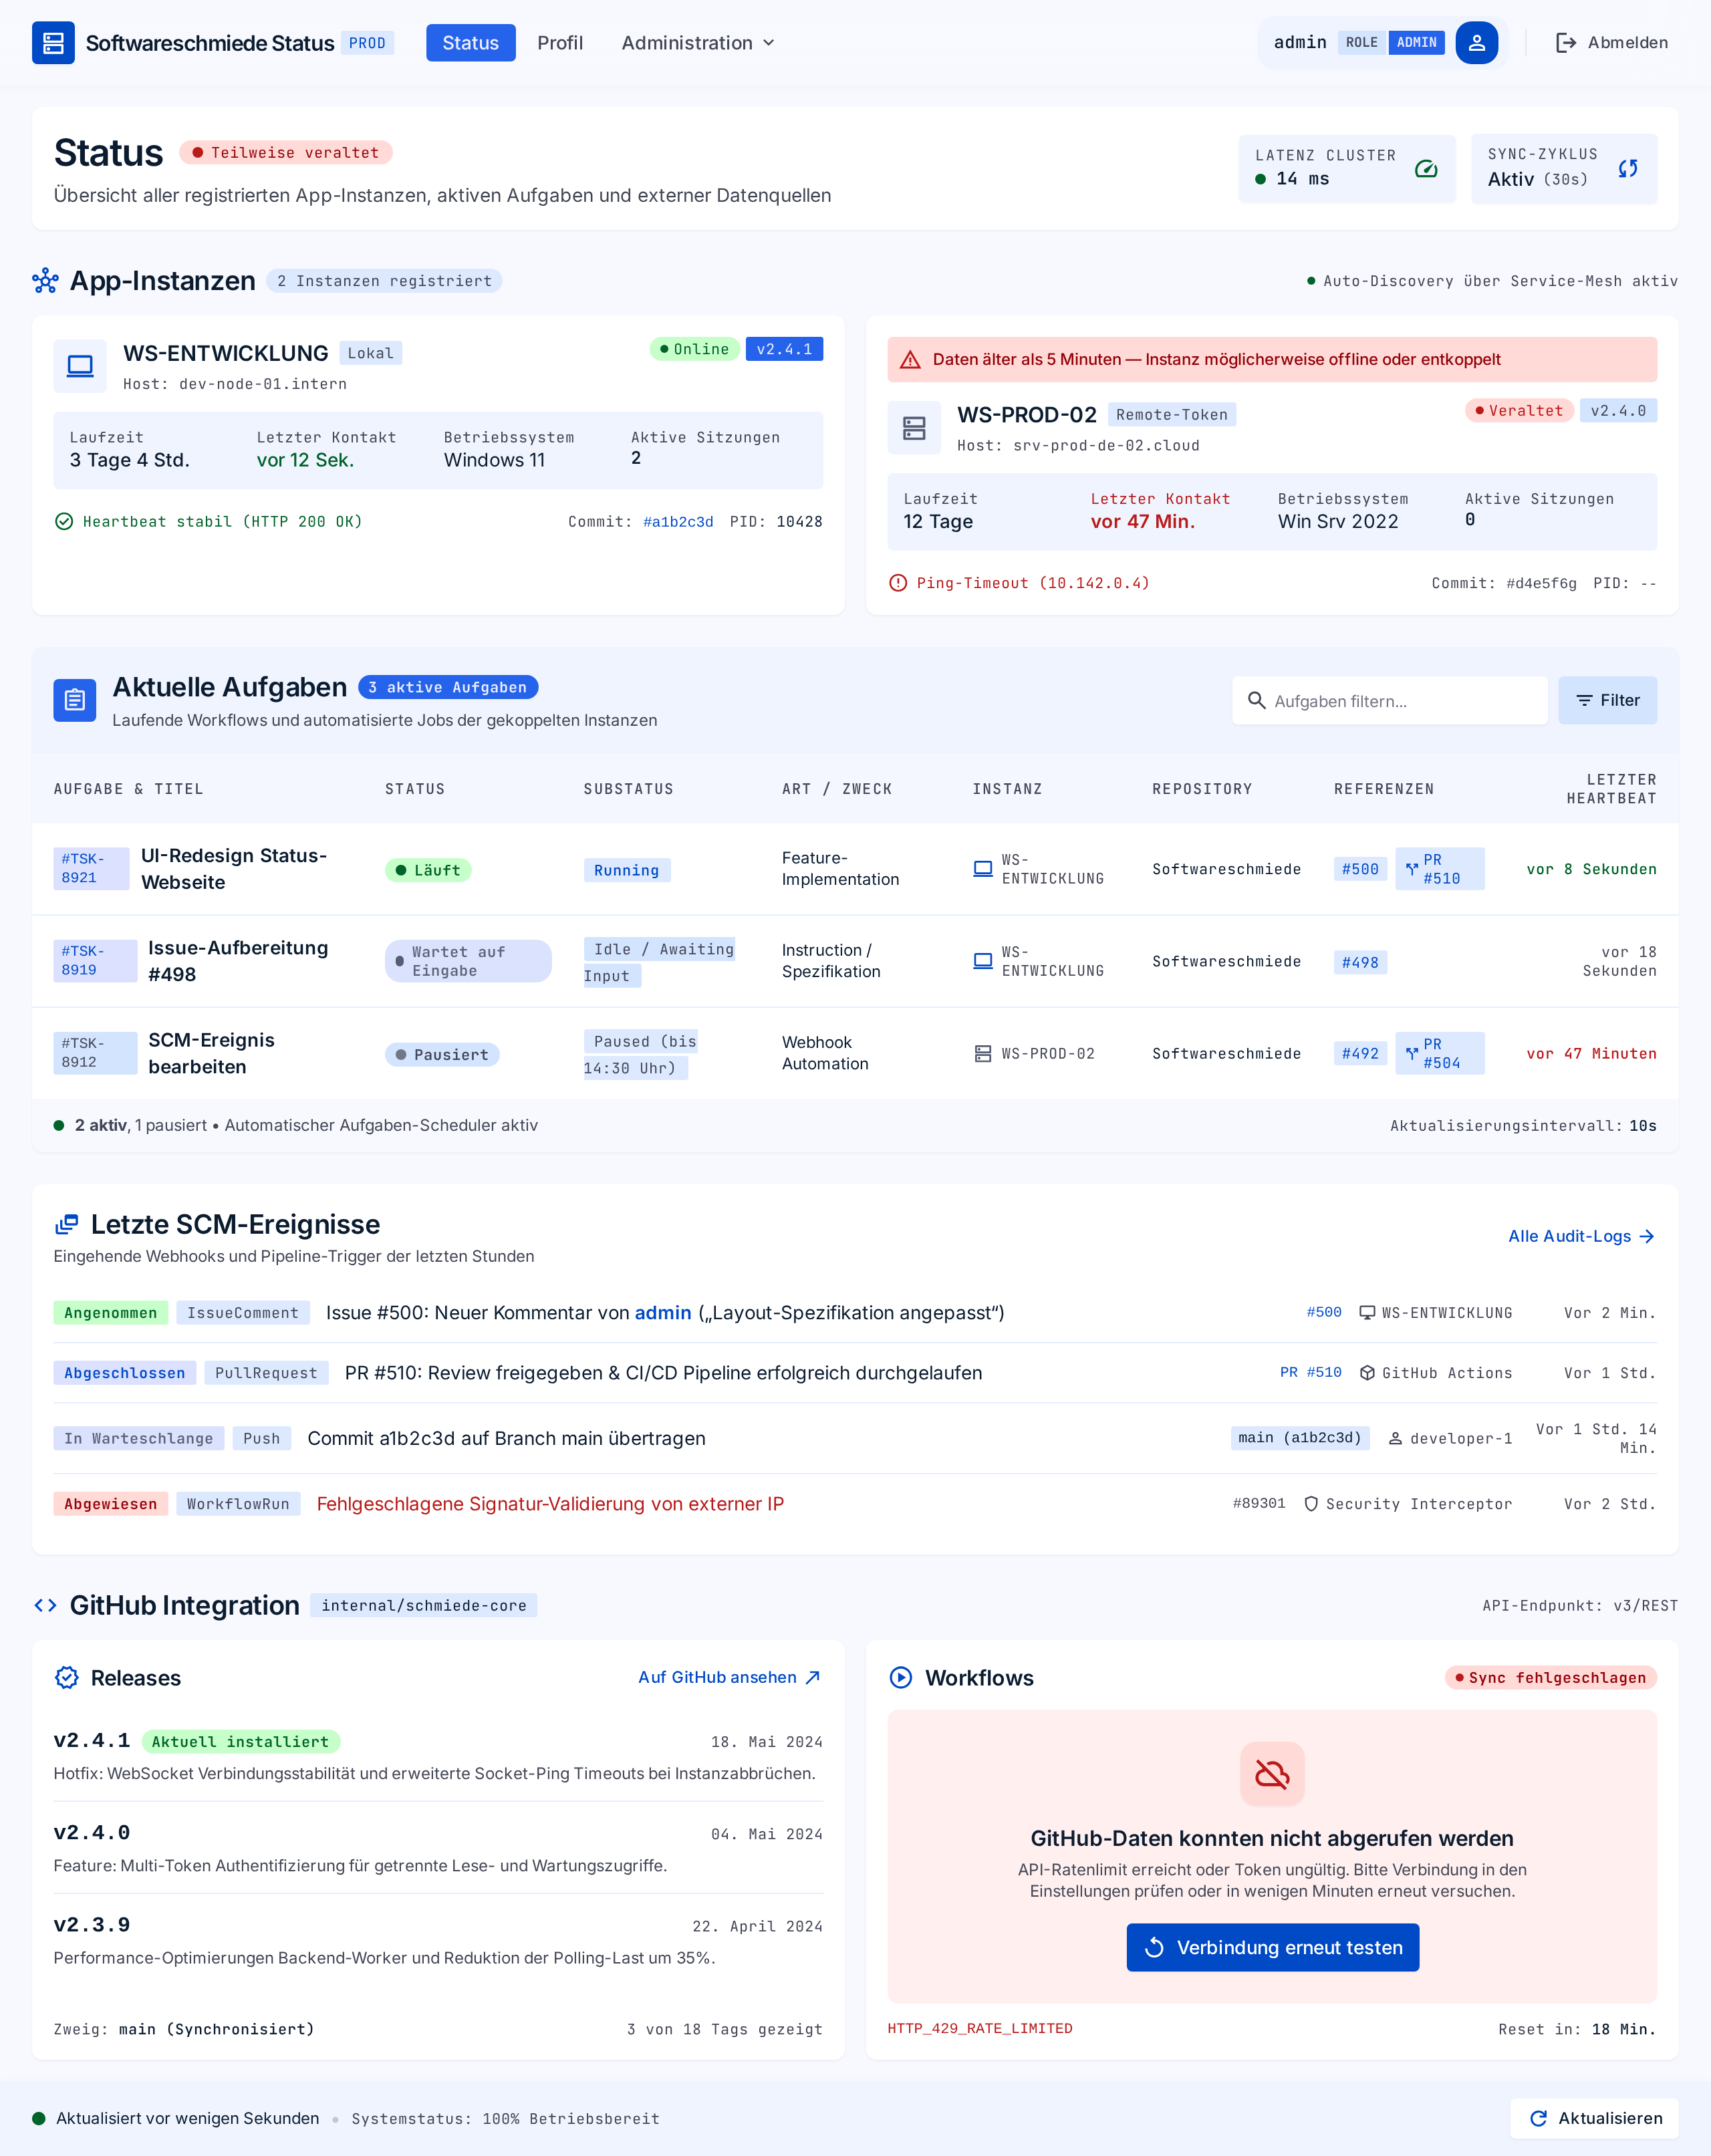 Softwareschmiede Status PROD Status Profil Administration admin ROLE ADMIN Abmelden
Status Teilweise veraltet
Übersicht aller registrierten App-Instanzen, aktiven Aufgaben und externer Datenquellen
LATENZ CLUSTER
14 ms
SYNC-ZYKLUS
Aktiv (30s)
App-Instanzen 2 Instanzen registriert Auto-Discovery über Service-Mesh aktiv
WS-ENTWICKLUNG Lokal Online v2.4.1
Host: dev-node-01.intern
Laufzeit Letzter Kontakt Betriebssystem Aktive Sitzungen
3 Tage 4 Std. vor 12 Sek. Windows 11 2
Heartbeat stabil (HTTP 200 OK) Commit: #a1b2c3d PID: 10428
Daten älter als 5 Minuten — Instanz möglicherweise offline oder entkoppelt
WS-PROD-02 Remote-Token Veraltet v2.4.0
Host: srv-prod-de-02.cloud
Laufzeit Letzter Kontakt Betriebssystem Aktive Sitzungen
12 Tage vor 47 Min. Win Srv 2022 0
Ping-Timeout (10.142.0.4) Commit: #d4e5f6g PID: --
Aktuelle Aufgaben 3 aktive Aufgaben
Laufende Workflows und automatisierte Jobs der gekoppelten Instanzen
Aufgaben filtern... Filter
AUFGABE & TITEL STATUS SUBSTATUS ART / ZWECK INSTANZ REPOSITORY REFERENZEN LETZTER
HEARTBEAT
#TSK-
8921
UI-Redesign Status-
Webseite
Läuft
Running
Feature-
Implementation
WS-
ENTWICKLUNG
Softwareschmiede
#500
PR
#510
vor 8 Sekunden
#TSK-
8919
Issue-Aufbereitung
#498
Wartet auf
Eingabe
Idle / Awaiting
Input
Instruction /
Spezifikation
WS-
ENTWICKLUNG
Softwareschmiede
#498
vor 18
Sekunden
#TSK-
8912
SCM-Ereignis
bearbeiten
Pausiert
Paused (bis
14:30 Uhr)
Webhook
Automation
WS-PROD-02
Softwareschmiede
#492
PR
#504
vor 47 Minuten
2 aktiv, 1 pausiert • Automatischer Aufgaben-Scheduler aktiv Aktualisierungsintervall: 10s
Letzte SCM-Ereignisse
Eingehende Webhooks und Pipeline-Trigger der letzten Stunden
Alle Audit-Logs
Angenommen IssueComment Issue #500: Neuer Kommentar von admin („Layout-Spezifikation angepasst“) #500 WS-ENTWICKLUNG Vor 2 Min.
Abgeschlossen PullRequest PR #510: Review freigegeben & CI/CD Pipeline erfolgreich durchgelaufen PR #510 GitHub Actions Vor 1 Std.
In Warteschlange Push Commit a1b2c3d auf Branch main übertragen main (a1b2c3d) developer-1 Vor 1 Std. 14
Min.
Abgewiesen WorkflowRun Fehlgeschlagene Signatur-Validierung von externer IP #89301 Security Interceptor Vor 2 Std.
GitHub Integration internal/schmiede-core API-Endpunkt: v3/REST
Releases Auf GitHub ansehen
v2.4.1 Aktuell installiert 18. Mai 2024
Hotfix: WebSocket Verbindungsstabilität und erweiterte Socket-Ping Timeouts bei Instanzabbrüchen.
v2.4.0 04. Mai 2024
Feature: Multi-Token Authentifizierung für getrennte Lese- und Wartungszugriffe.
v2.3.9 22. April 2024
Performance-Optimierungen Backend-Worker und Reduktion der Polling-Last um 35%.
Zweig: main (Synchronisiert) 3 von 18 Tags gezeigt
Workflows Sync fehlgeschlagen
GitHub-Daten konnten nicht abgerufen werden
API-Ratenlimit erreicht oder Token ungültig. Bitte Verbindung in den
Einstellungen prüfen oder in wenigen Minuten erneut versuchen.
Verbindung erneut testen
HTTP_429_RATE_LIMITED Reset in: 18 Min.
Aktualisiert vor wenigen Sekunden • Systemstatus: 100% Betriebsbereit Aktualisieren